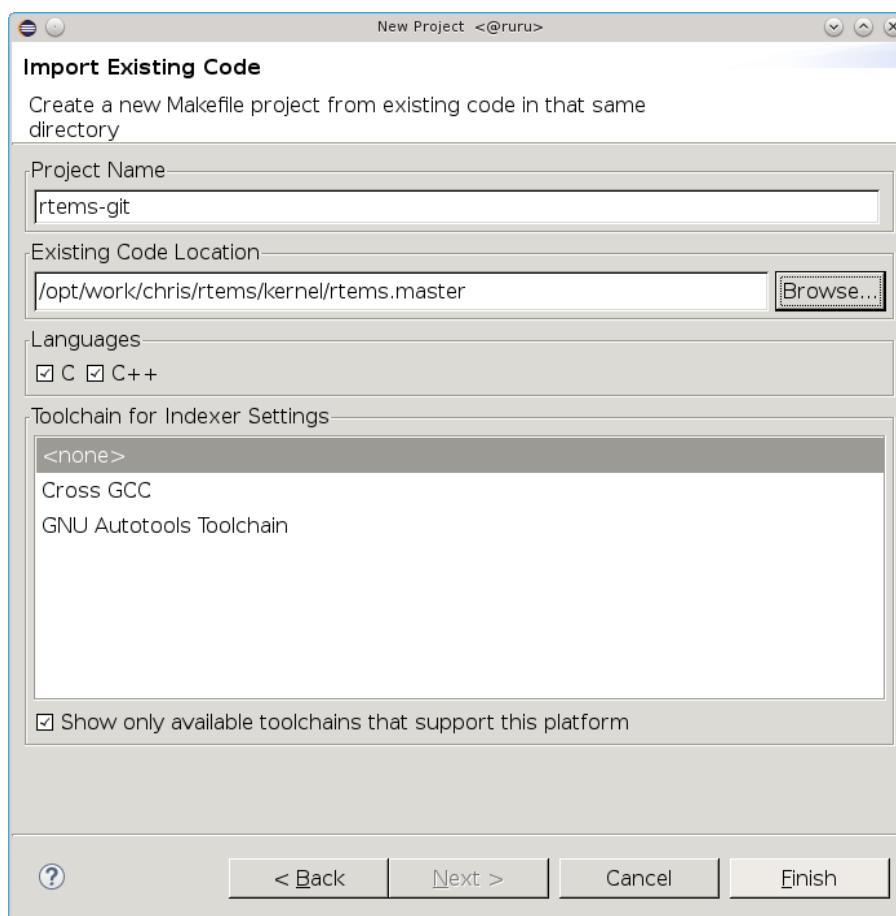 New Project <@ruru>
Import Existing Code
Create a new Makefile project from existing code in that same
directory
Project Name
rtems-git
Existing Code Location
/opt/work/chris/rtems/kernel/rtems.master
Browse...
Languages
C C++
Toolchain for Indexer Settings
<none>
Cross GCC
GNU Autotools Toolchain
Show only available toolchains that support this platform
? < Back Next > Cancel Finish